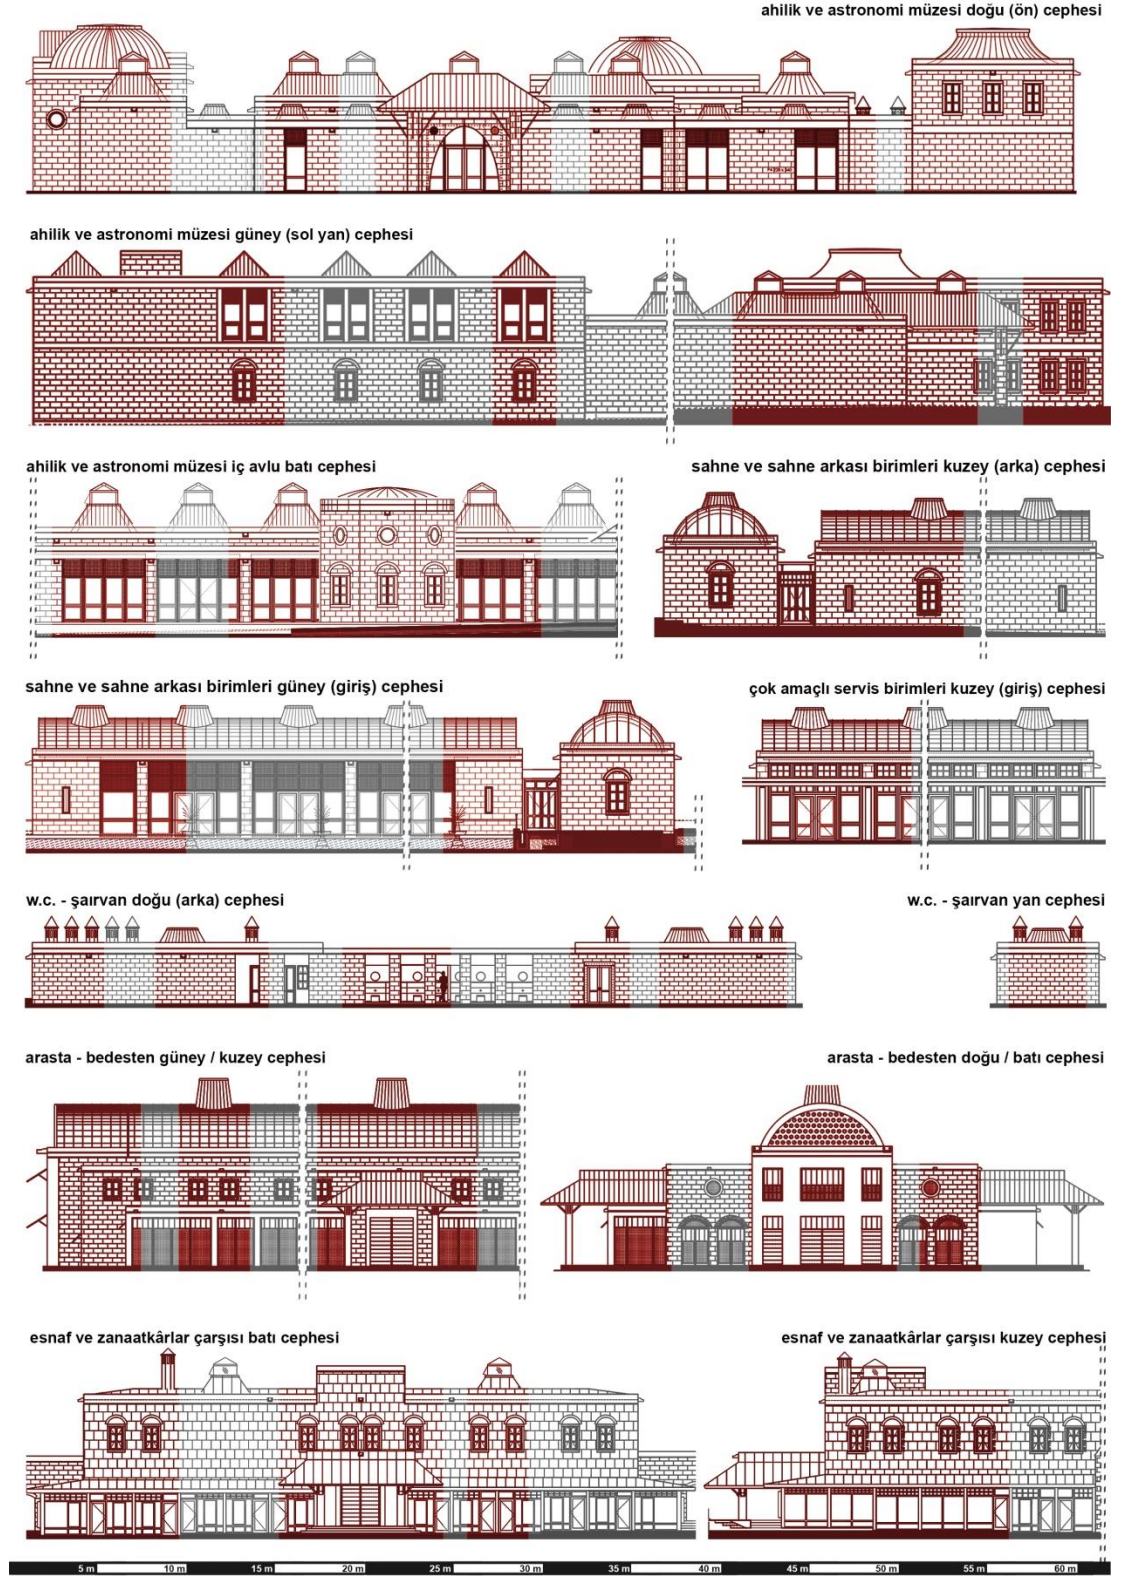 ahilik ve astronomi müzesi doğu (ön) cephesi
ahilik ve astronomi müzesi güney (sol yan) cephesi
ahilik ve astronomi müzesi iç avlu batı cephesi
sahne ve sahne arkası birimleri kuzey (arka) cephesi
sahne ve sahne arkası birimleri güney (giriş) cephesi
çok amaçlı servis birimleri kuzey (giriş) cephesi
w.c. - şaırvan doğu (arka) cephesi
w.c. - şaırvan yan cephesi
arasta - bedesten güney / kuzey cephesi
arasta - bedesten doğu / batı cephesi
esnaf ve zanaatkârlar çarşısı batı cephesi
esnaf ve zanaatkârlar çarşısı kuzey cephesi
5 m 10 m 15 m 20 m 25 m 30 m 35 m 40 m 45 m 50 m 55 m 60 m